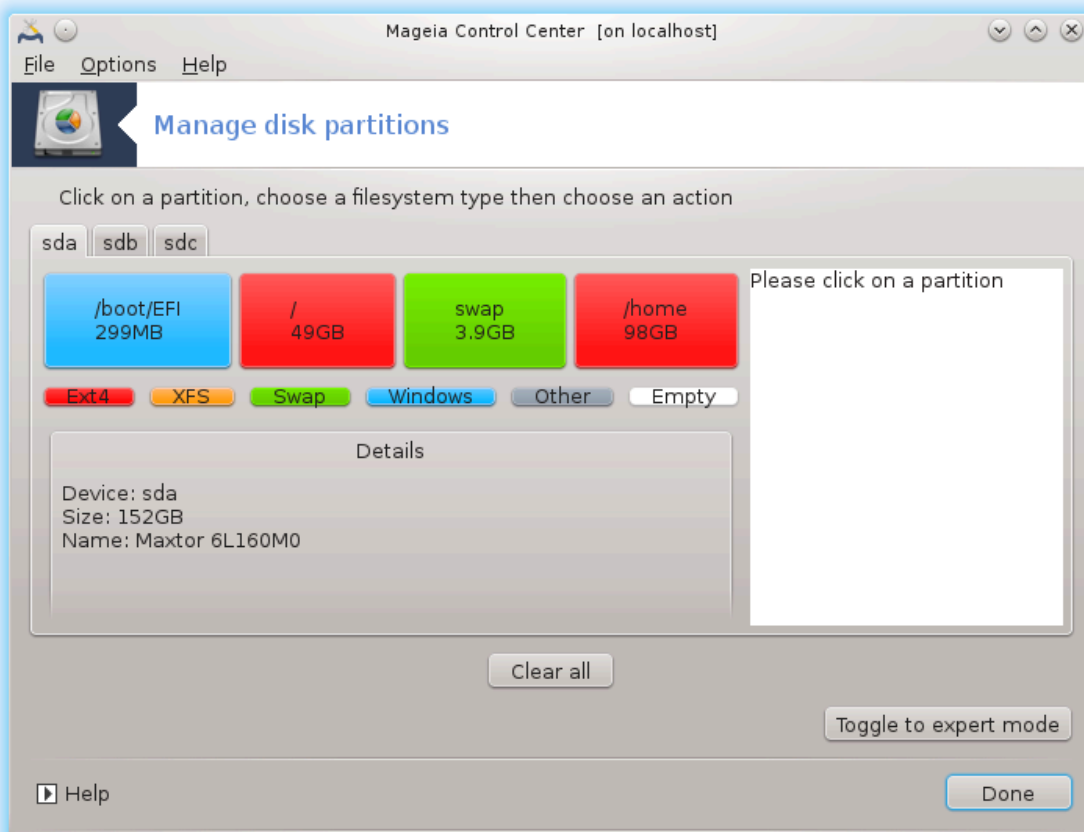 Mageia Control Center [on localhost]
File Options Help
Manage disk partitions
Click on a partition, choose a filesystem type then choose an action
sda sdb sdc
/boot/EFI
299MB
/
49GB
swap
3.9GB
/home
98GB
Please click on a partition
Ext4 XFS Swap Windows Other Empty
Details
Device: sda
Size: 152GB
Name: Maxtor 6L160M0
Clear all
Toggle to expert mode
Help
Done